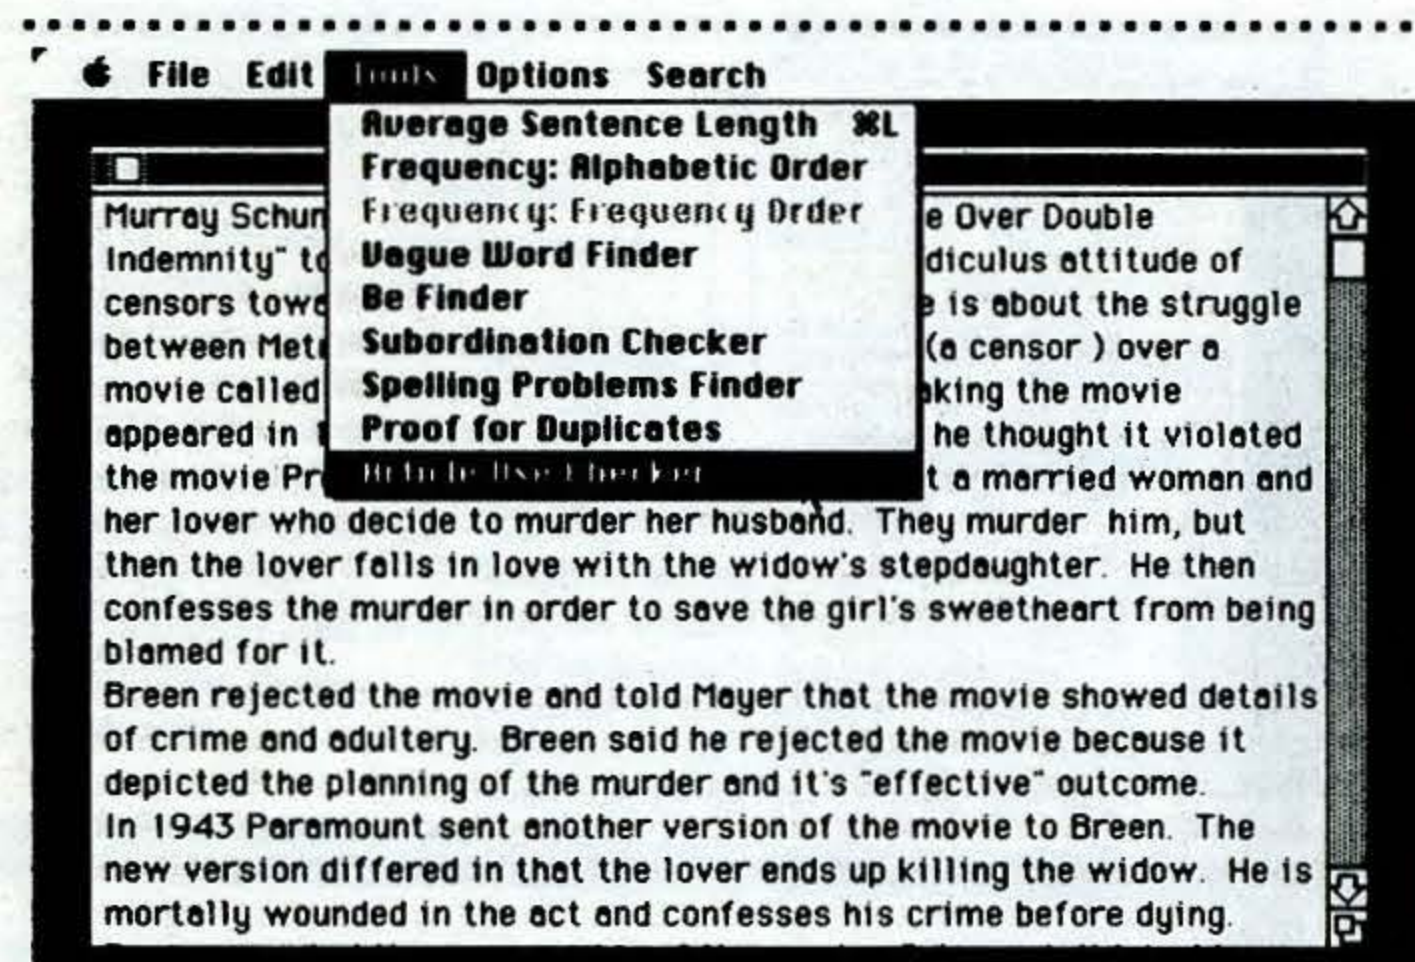 File Edit Tools Options Search
Average Sentence Length ⌘L
Frequency: Alphabetic Order
Frequency: Frequency Order
Vague Word Finder
Be Finder
Subordination Checker
Spelling Problems Finder
Proof for Duplicates
Article Use Checker
Murray e Over Double
Indemnity" diculus attitude of
censors e is about the struggle
between (a censor ) over a
movie called the movie
appeared in he thought it violated
the movie t a married woman and
her lover who decide to murder her husband. They murder him, but
then the lover falls in love with the widow's stepdaughter. He then
confesses the murder in order to save the girl's sweetheart from being
blamed for it.
Breen rejected the movie and told Mayer that the movie showed details
of crime and adultery. Breen said he rejected the movie because it
depicted the planning of the murder and it's "effective" outcome.
In 1943 Paramount sent another version of the movie to Breen. The
new version differed in that the lover ends up killing the widow. He is
mortally wounded in the act and confesses his crime before dying.